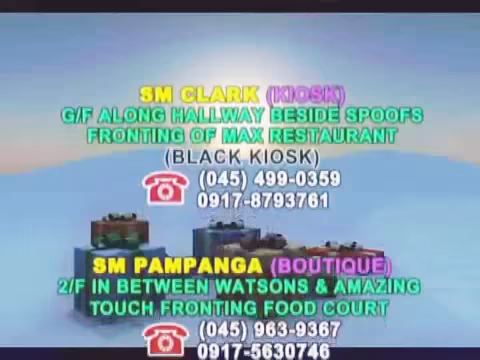 SM CLARK (KIOSK)
G/F ALONG HALLWAY BESIDE SPOOFS
FRONTING OF MAX RESTAURANT
(BLACK KIOSK)
(045) 499-0359
0917-8793761
SM PAMPANGA (BOUTIQUE)
2/F IN BETWEEN WATSONS & AMAZING
TOUCH FRONTING FOOD COURT
(045) 963-9367
0917-5630746